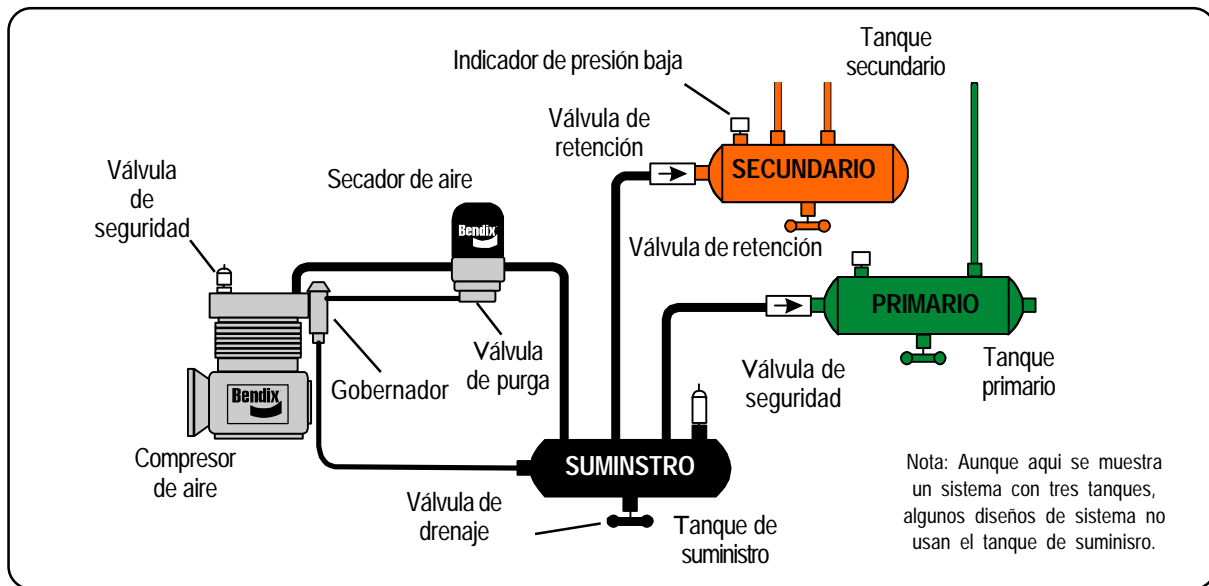 Tanque
secundario
Indicador de presión baja
Válvula de
retención
SECUNDARIO
Válvula
de
seguridad
Secador de aire
Bendix
Válvula de retención
PRIMARIO
Tanque
primario
Válvula
de purga
Gobernador
Válvula de
seguridad
Bendix
Compresor
de aire
SUMINSTRO
Válvula de
drenaje
Tanque de
suministro
Nota: Aunque aqui se muestra
un sistema con tres tanques,
algunos diseños de sistema no
usan el tanque de suminisro.